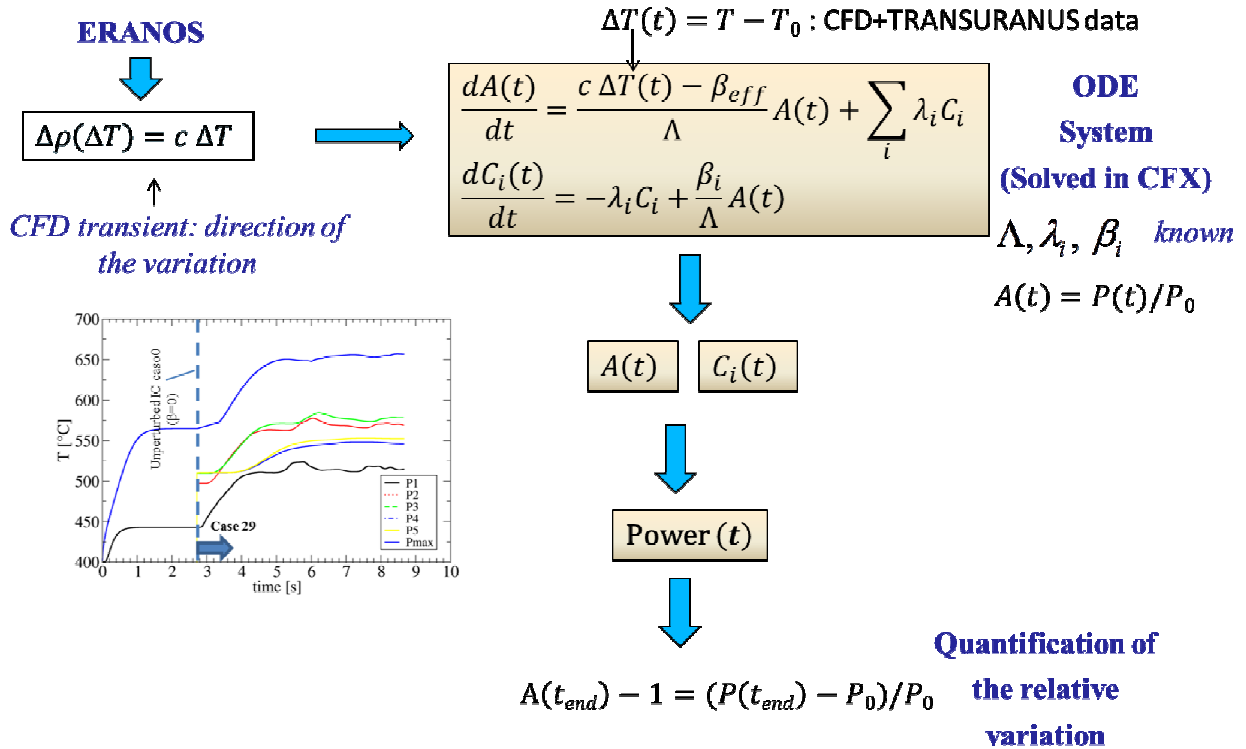 ERANOS
Δρ(ΔT) = c ΔT
CFD transient: direction of
the variation
ΔT(t) = T − T₀ : CFD+TRANSURANUS data
dA(t)/dt = (c ΔT(t) − β_eff)/Λ A(t) + ∑_i λ_i C_i
dC_i(t)/dt = −λ_i C_i + β_i/Λ A(t)
ODE
System
(Solved in CFX)
Λ, λ_i, β_i known
A(t) = P(t)/P₀
A(t)
C_i(t)
Power (t)
A(t_end) − 1 = (P(t_end) − P₀)/P₀
Quantification of
the relative
variation
T [°C]
700
650
600
550
500
450
400
Unperturbed IC caso0
(β=0)
Case 29
P1
P2
P3
P4
P5
Pmax
0 1 2 3 4 5 6 7 8 9 10
time [s]